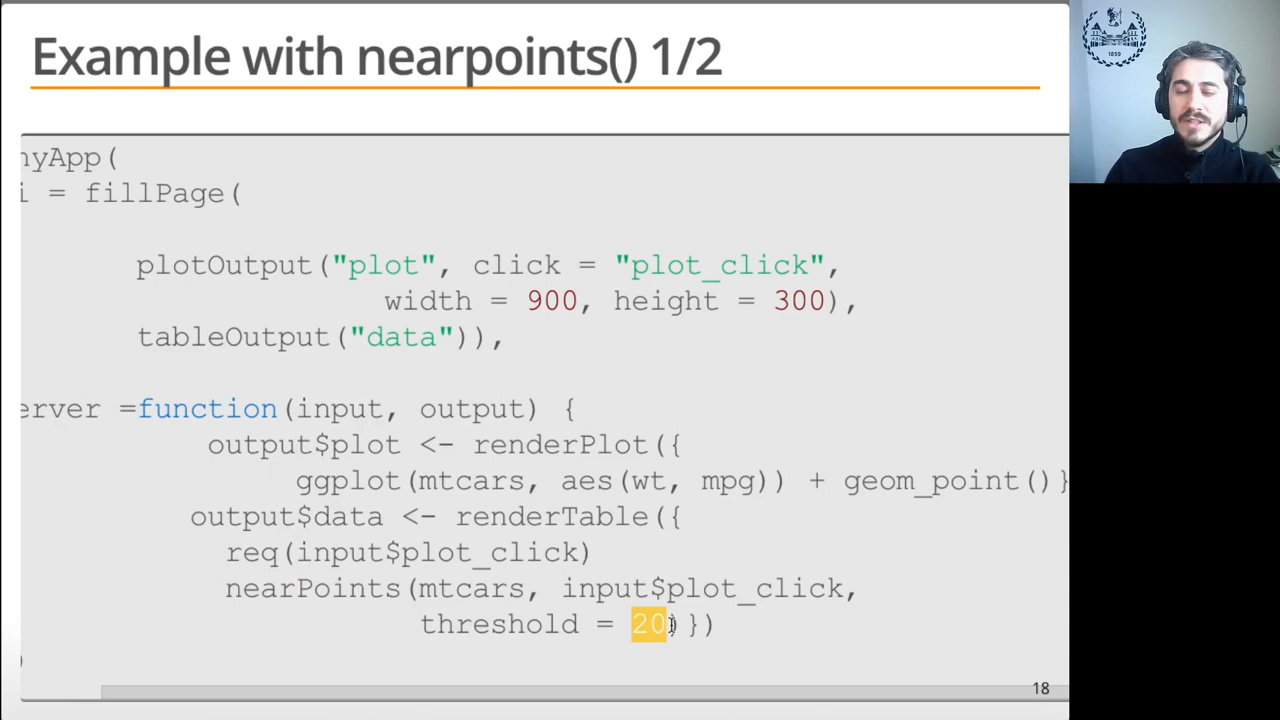 Example with nearpoints() 1/2
1859
nyApp(
i = fillPage(
plotOutput("plot", click = "plot_click",
width = 900, height = 300),
tableOutput("data")),
erver =function(input, output) {
output$plot <- renderPlot({
ggplot(mtcars, aes(wt, mpg)) + geom_point()}
output$data <- renderTable({
req(input$plot_click)
nearPoints(mtcars, input$plot_click,
threshold = 20)})
)
18